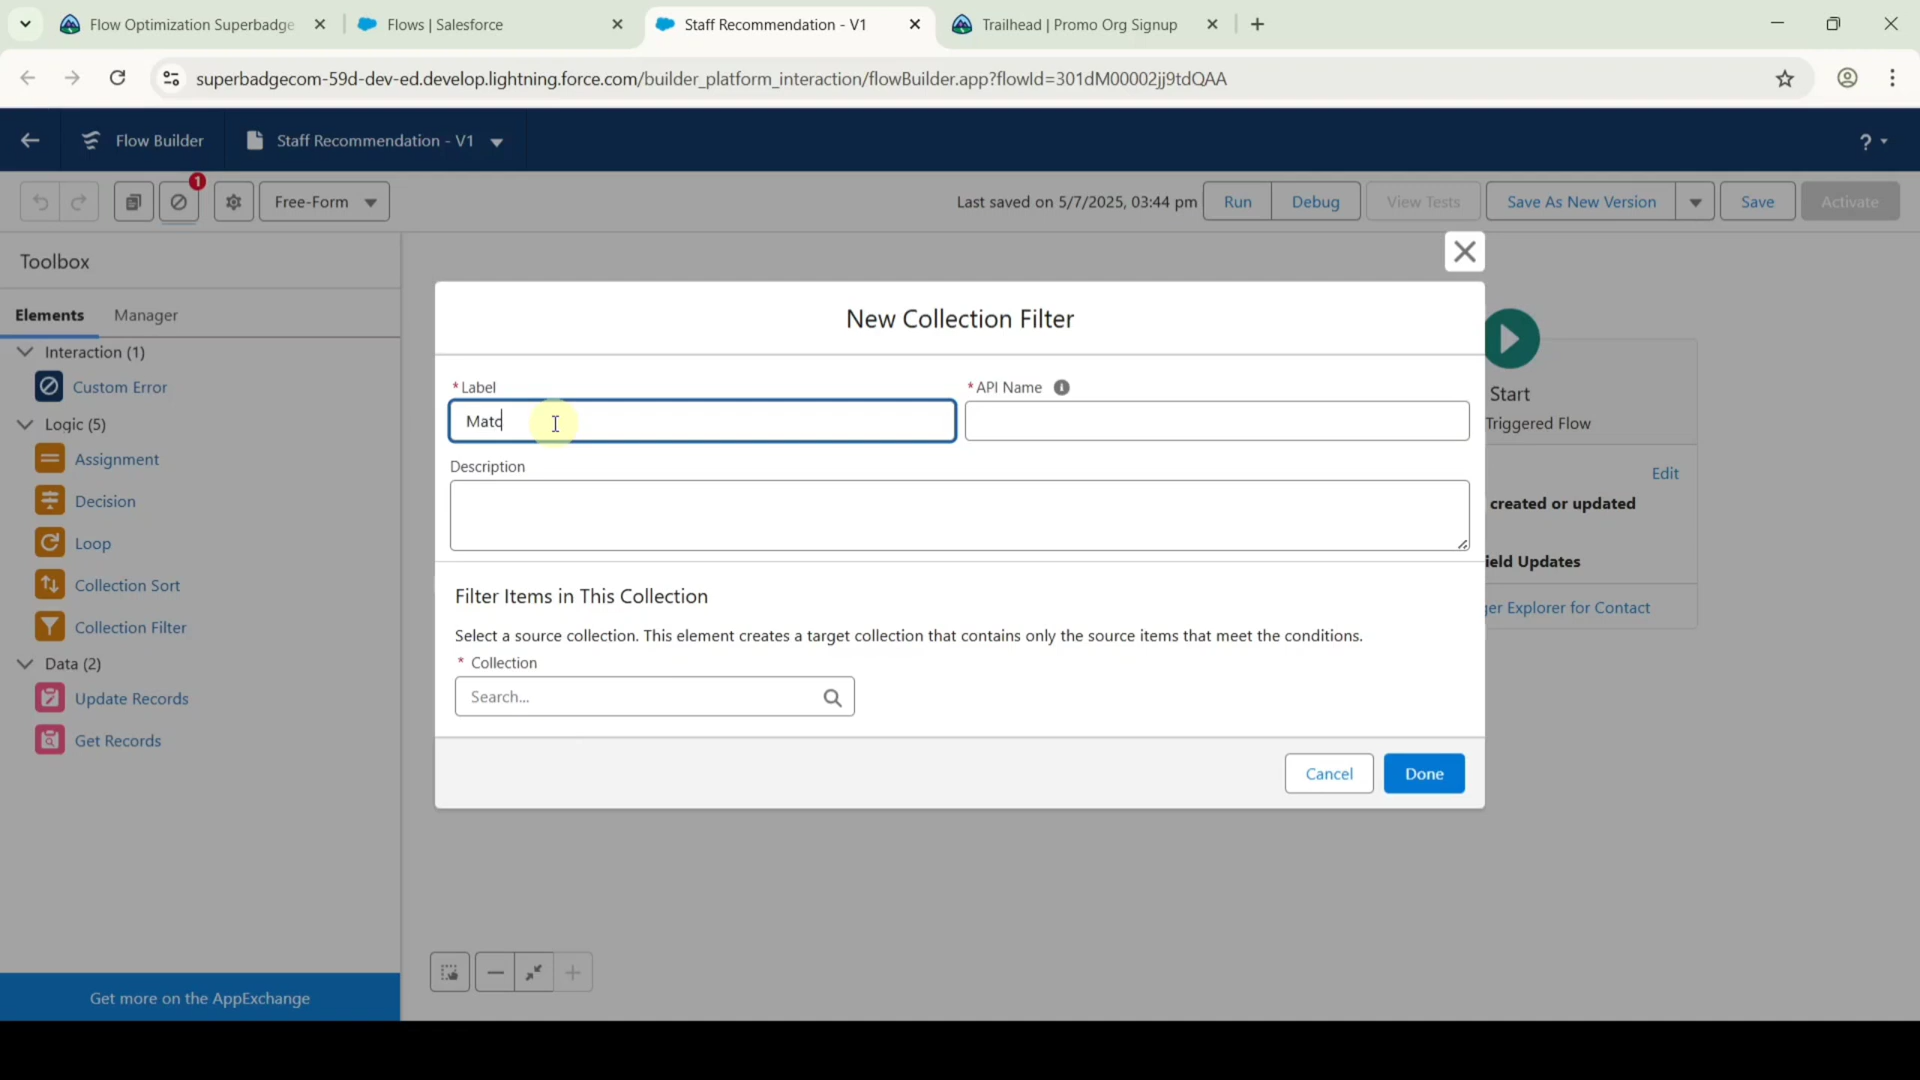 Flow Optimization Superbadge
Flows | Salesforce
Staff Recommendation - V1
Trailhead | Promo Org Signup
superbadgecom-59d-dev-ed.develop.lightning.force.com/builder_platform_interaction/flowBuilder.app?flowId=301dM00002jj9tdQAA
Flow Builder
Staff Recommendation - V1
?
1
Free-Form
Last saved on 5/7/2025, 03:44 pm
Run
Debug
View Tests
Save As New Version
Save
Activate
Toolbox
Elements
Manager
Interaction (1)
Custom Error
Logic (5)
Assignment
Decision
Loop
Collection Sort
Collection Filter
Data (2)
Update Records
Get Records
Get more on the AppExchange
New Collection Filter
* Label
Matc
* API Name
Description
Filter Items in This Collection
Select a source collection. This element creates a target collection that contains only the source items that meet the conditions.
* Collection
Search...
Cancel
Done
Start
Triggered Flow
Edit
created or updated
ield Updates
ger Explorer for Contact